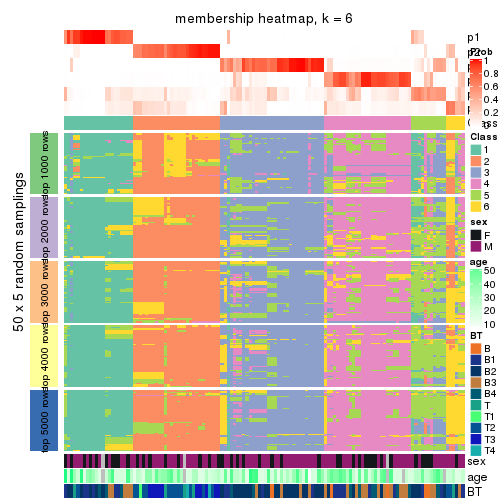 membership heatmap, k = 6
p1
p2
Prob
1
0.8
0.6
0.4
0.2
0
Class
1
2
3
4
5
6
sex
F
M
age
50
40
30
20
10
BT
B
B1
B2
B3
B4
T
T1
T2
T3
T4
50 x 5 random samplings
top 1000 rows
top 2000 rows
top 3000 rows
top 4000 rows
top 5000 rows
sex
age
BT